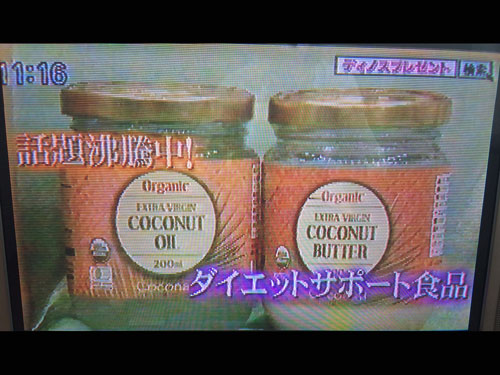 11:16
ディノスプレゼント 検索
話題沸騰中!
Organic
EXTRA VIRGIN
COCONUT
OIL
200ml
Organic
EXTRA VIRGIN
COCONUT
BUTTER
ダイエットサポート食品